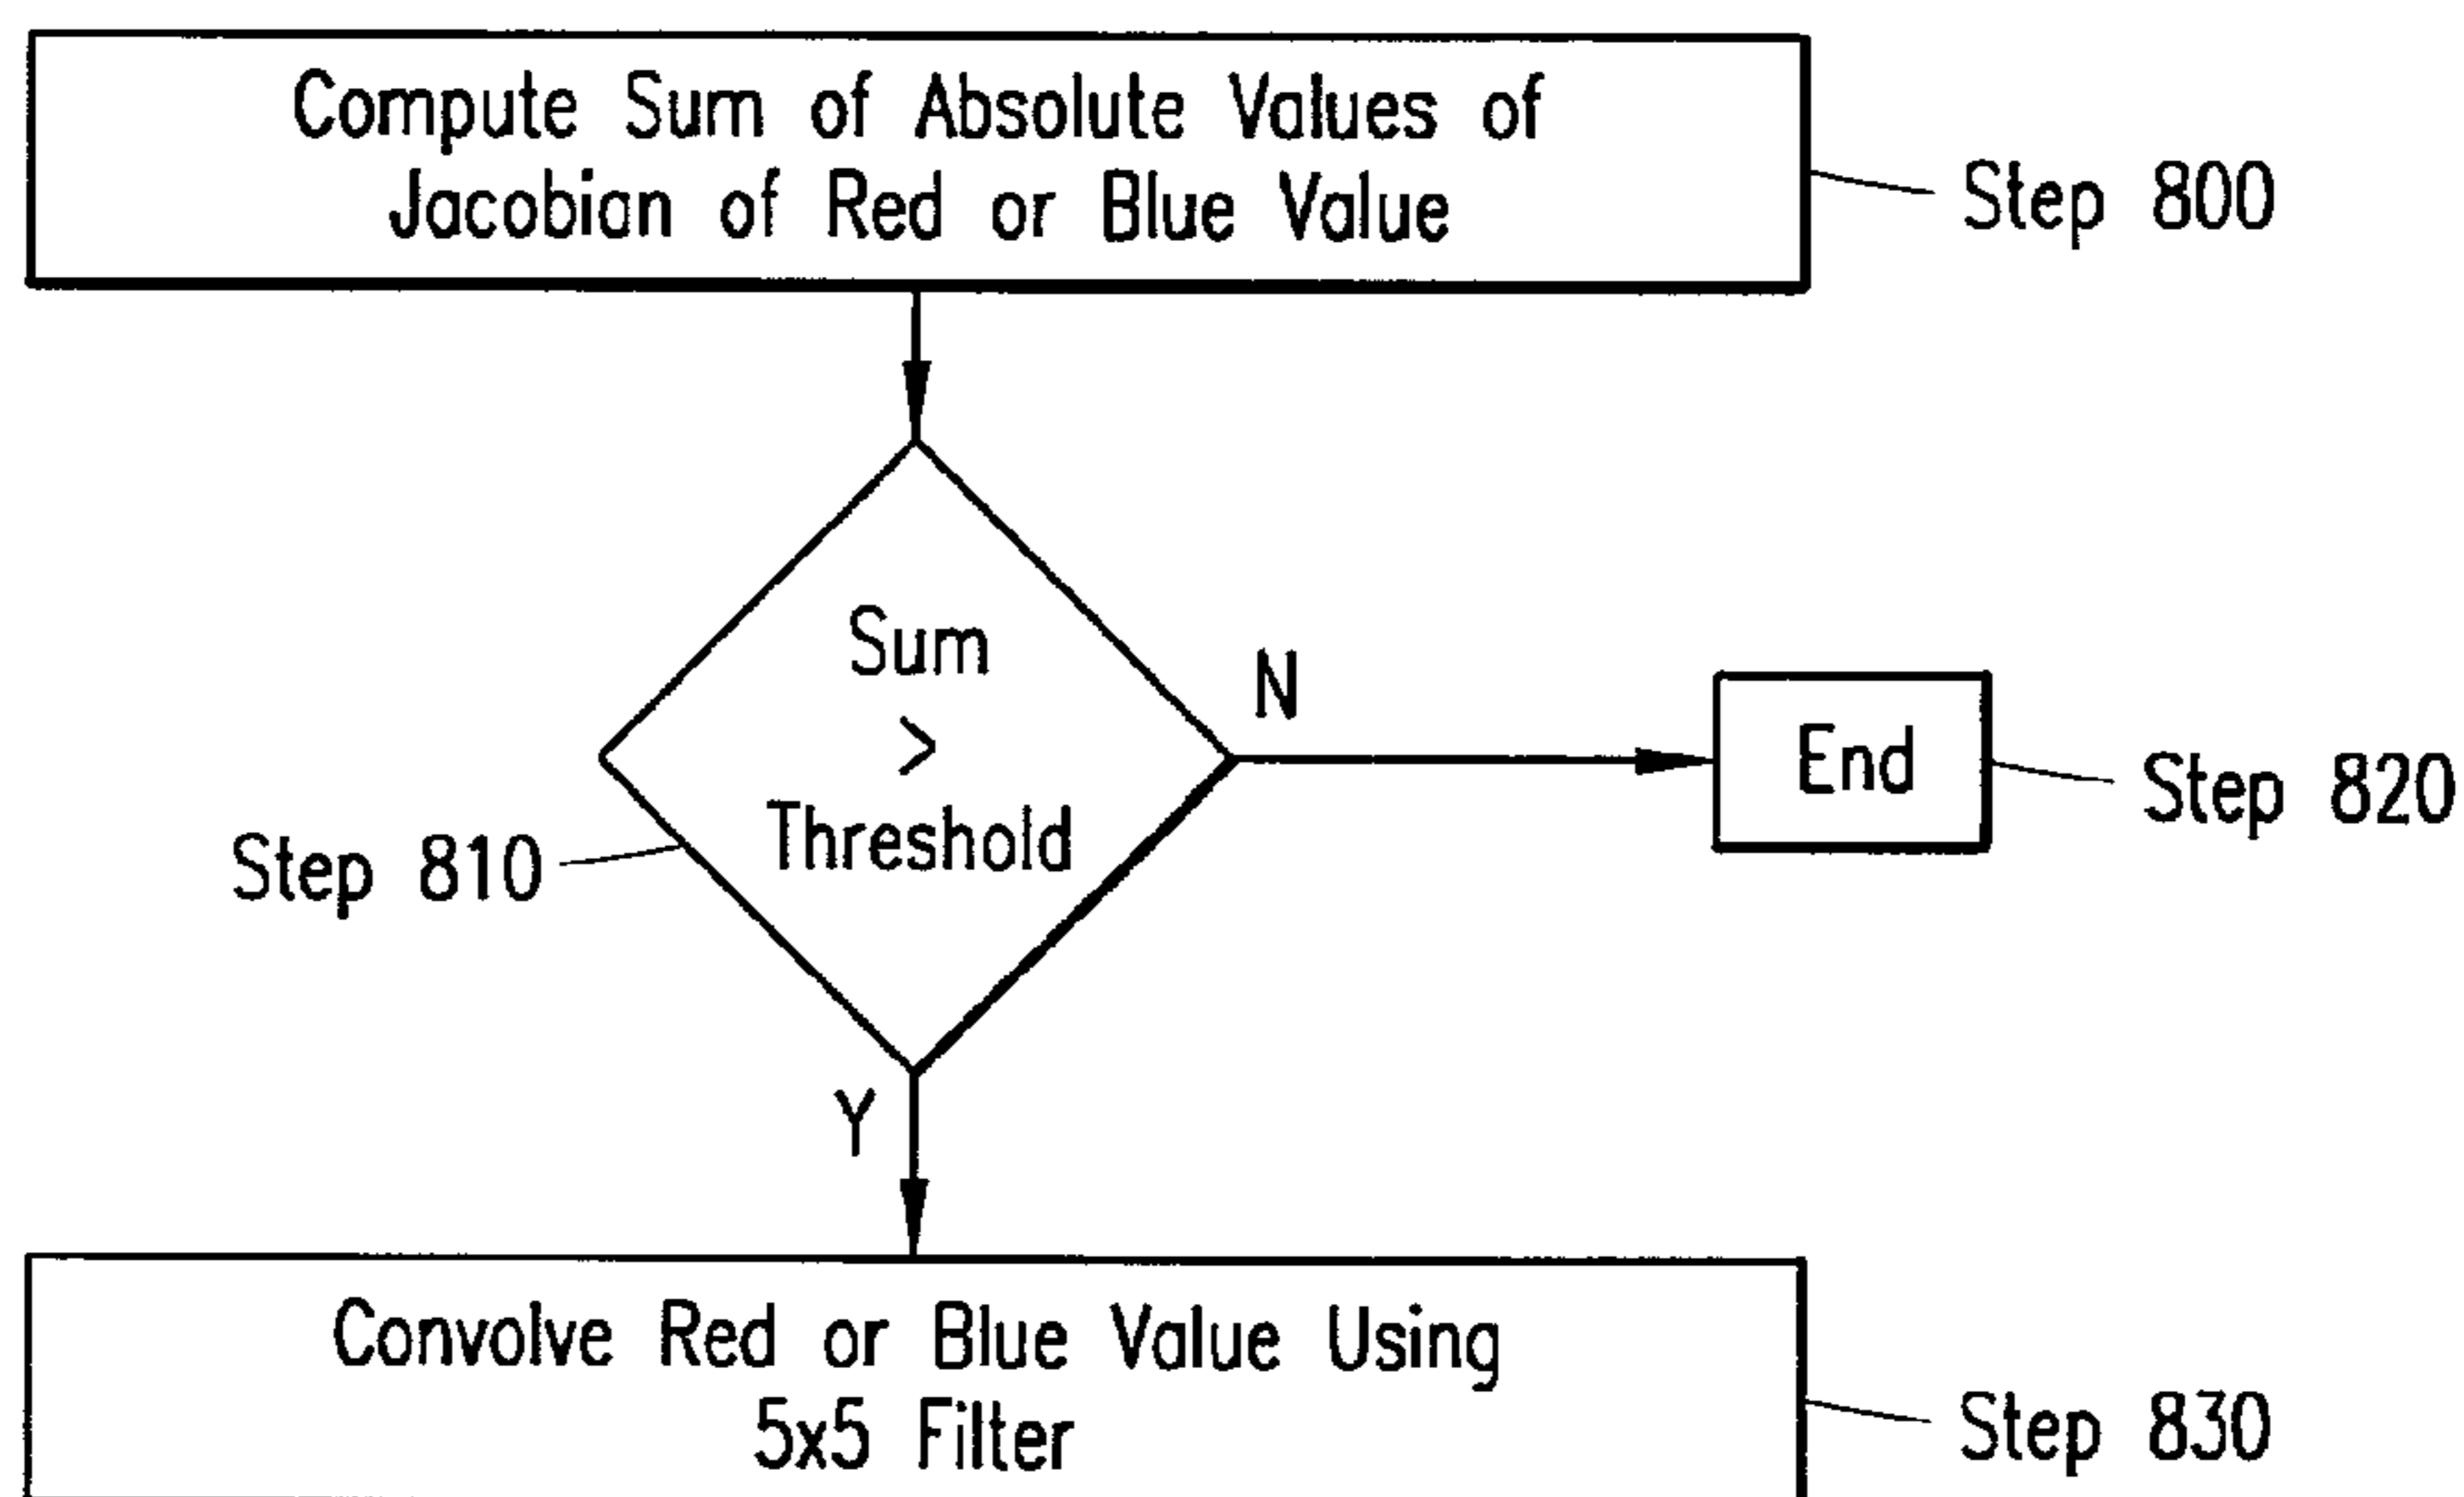 Compute Sum of Absolute Values of
Jacobian of Red or Blue Value
Step 800
Sum
>
Threshold
N
End
Step 820
Step 810
Y
Convolve Red or Blue Value Using
5x5 Filter
Step 830